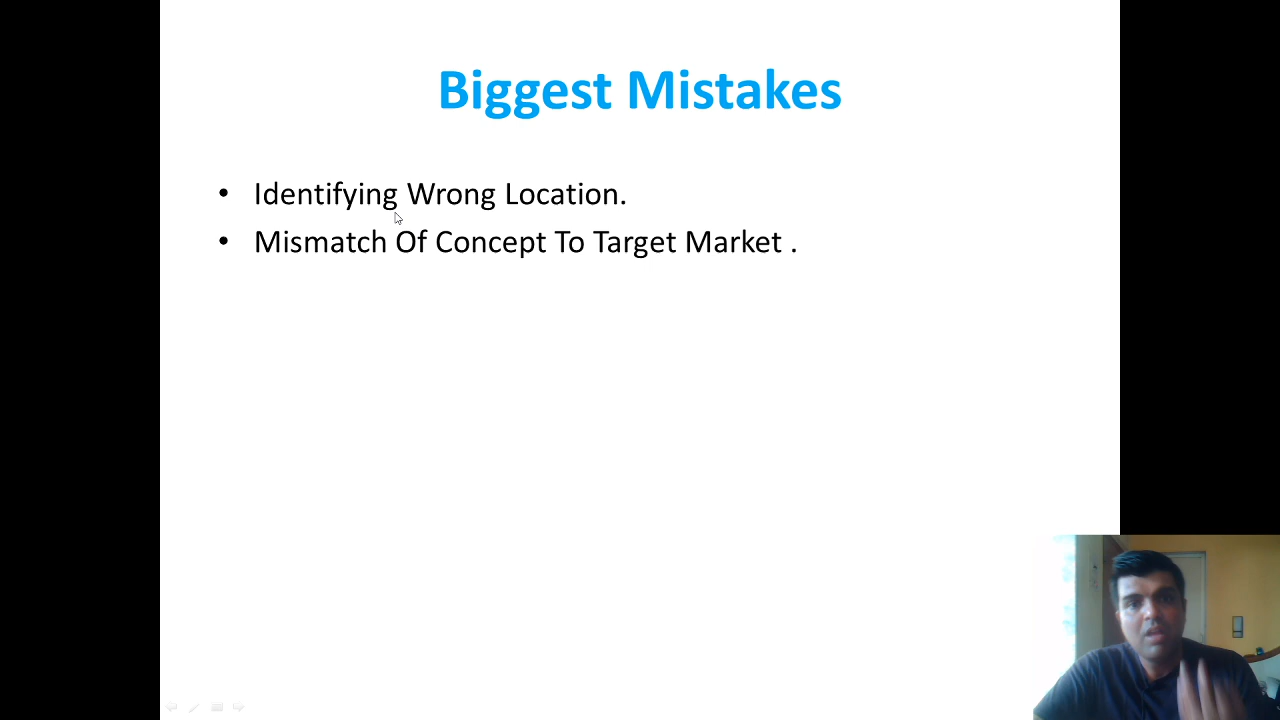 Biggest Mistakes
• Identifying Wrong Location.
• Mismatch Of Concept To Target Market .